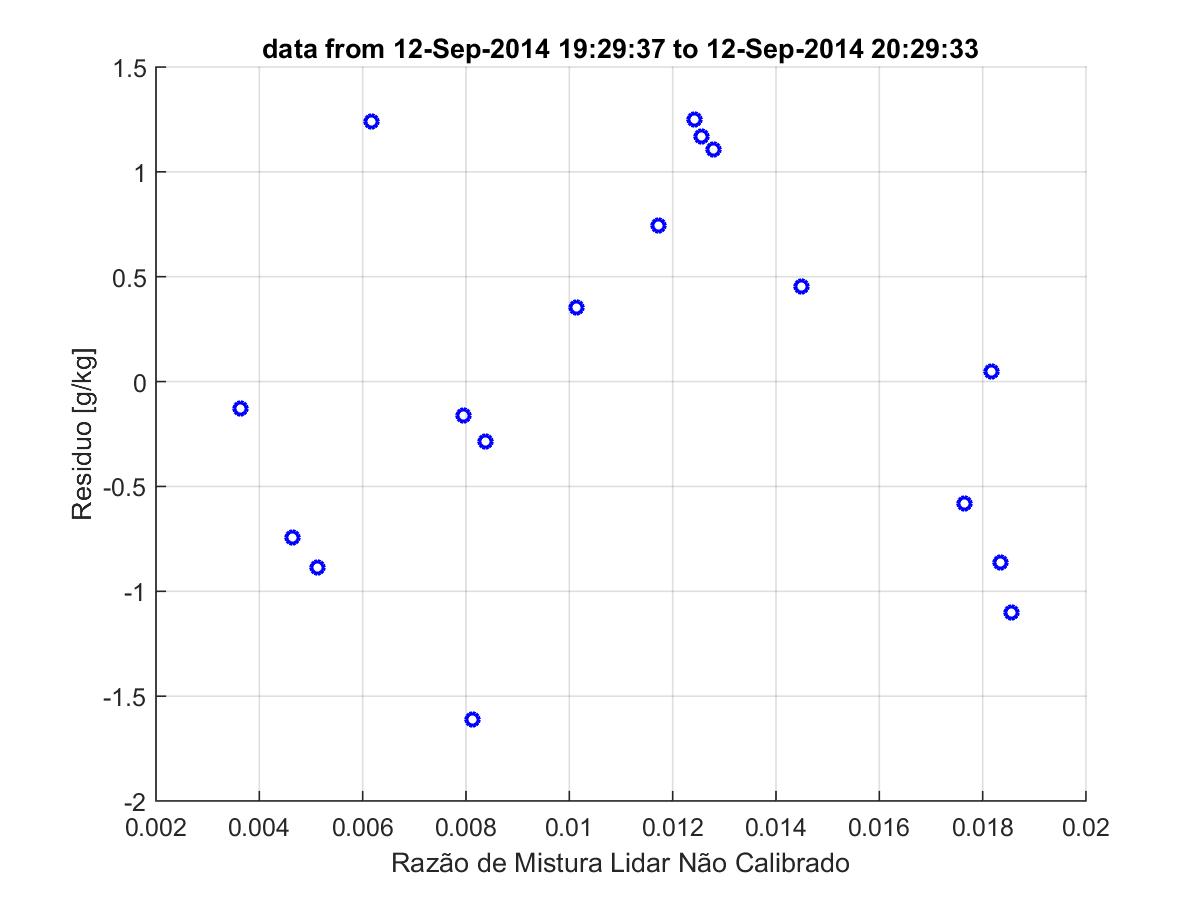 data from 12-Sep-2014 19:29:37 to 12-Sep-2014 20:29:33
1.5
1
0.5
0
-0.5
-1
-1.5
-2
Residuo [g/kg]
0.002 0.004 0.006 0.008 0.01 0.012 0.014 0.016 0.018 0.02
Razão de Mistura Lidar Não Calibrado